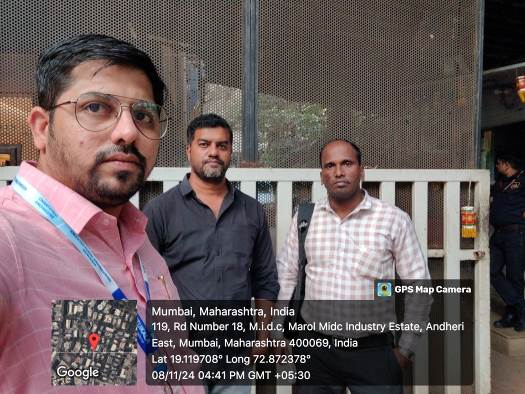 GPS Map Camera
Mumbai, Maharashtra, India
119, Rd Number 18, M.i.d.c, Marol Midc Industry Estate, Andheri
East, Mumbai, Maharashtra 400069, India
Lat 19.119708° Long 72.872378°
08/11/24 04:41 PM GMT +05:30
Google